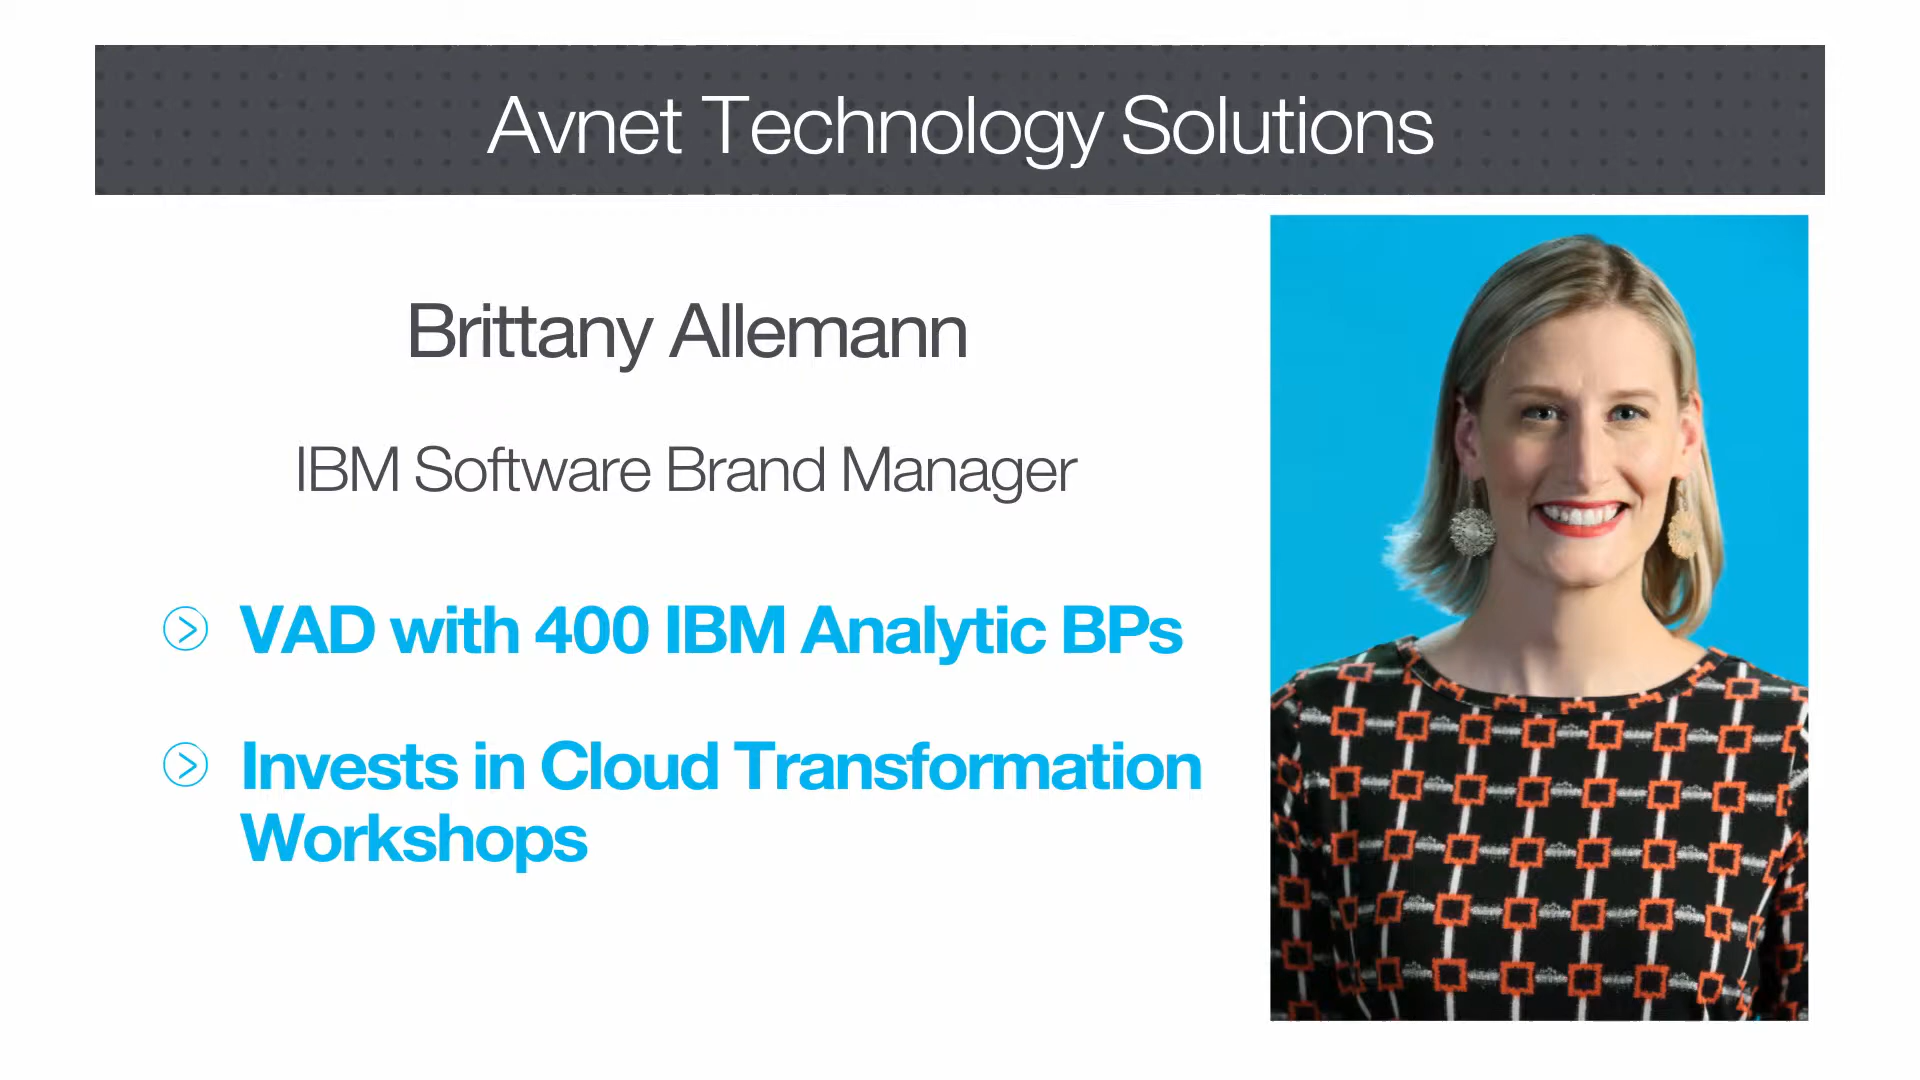 Avnet Technology Solutions
Brittany Allemann
IBM Software Brand Manager
VAD with 400 IBM Analytic BPs
Invests in Cloud Transformation
Workshops